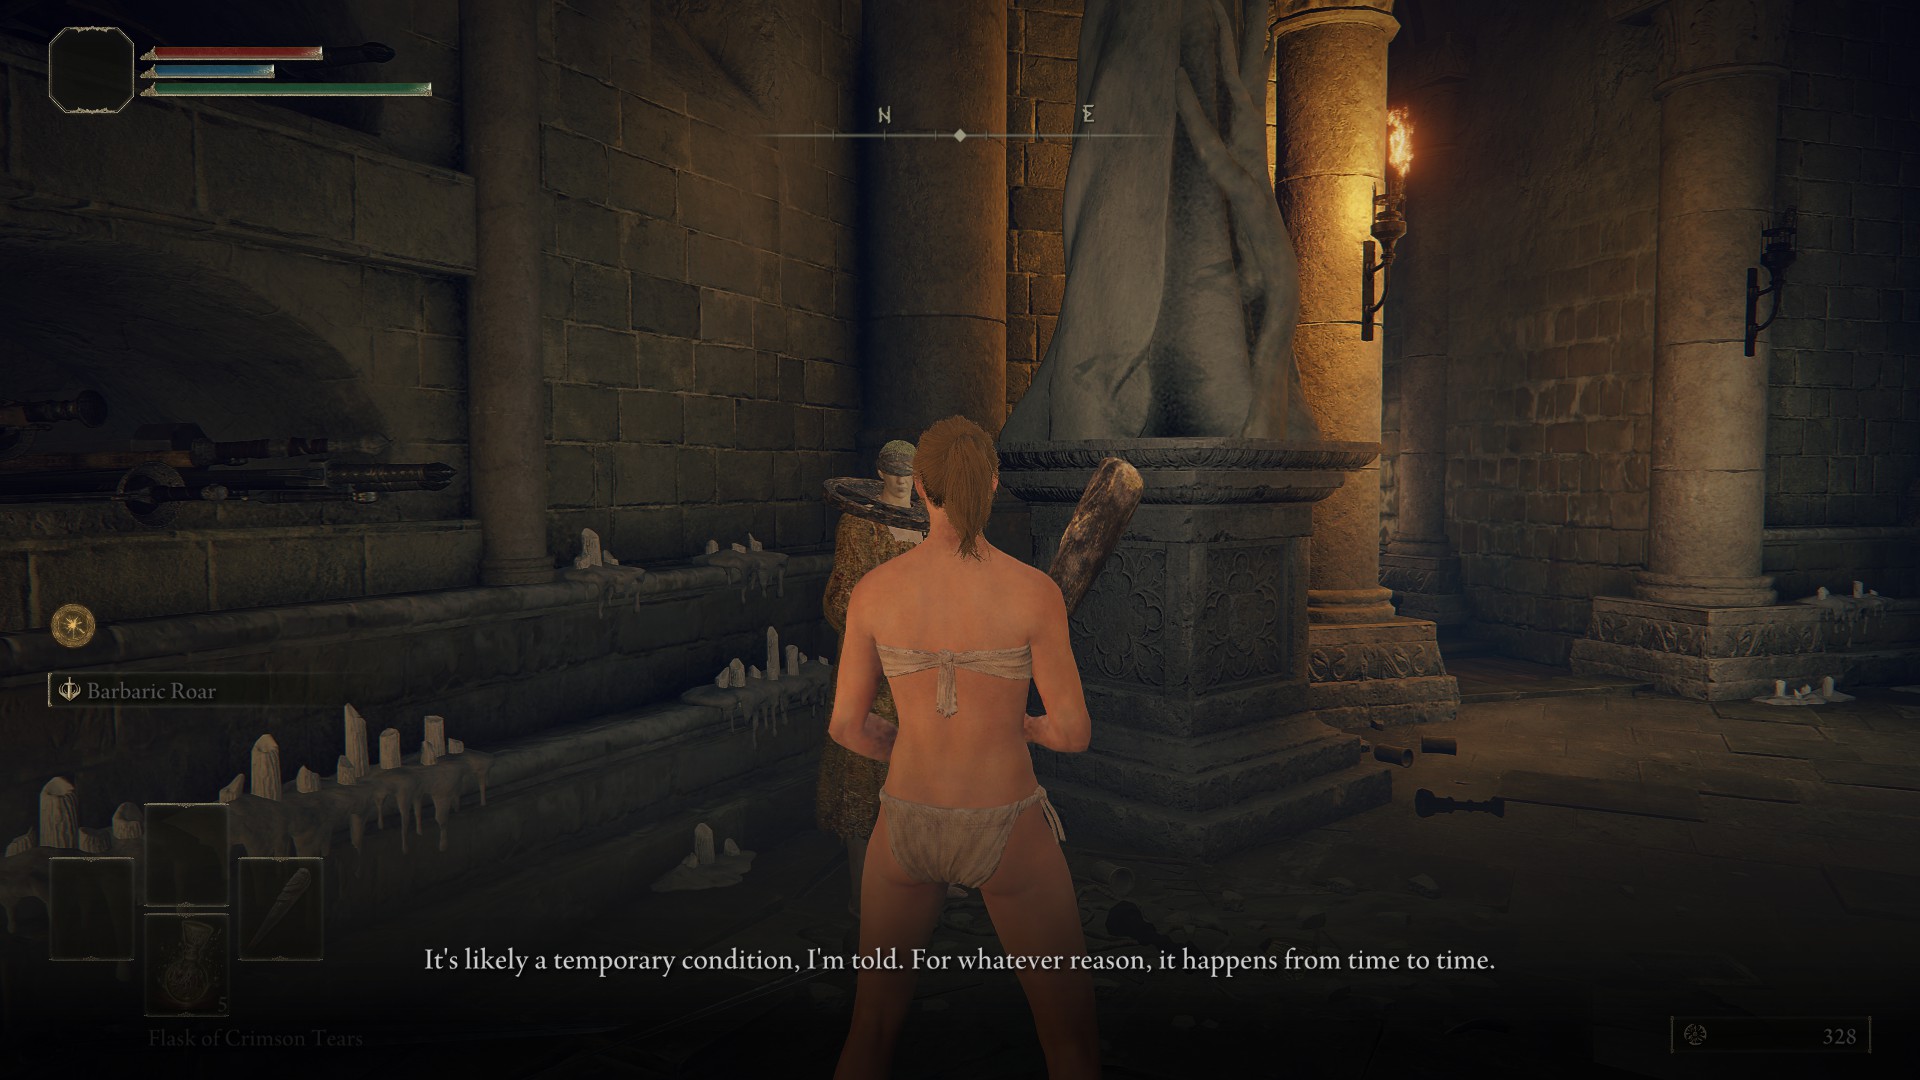 N
E
Barbaric Roar
It's likely a temporary condition, I'm told. For whatever reason, it happens from time to time.
5
Flask of Crimson Tears
328